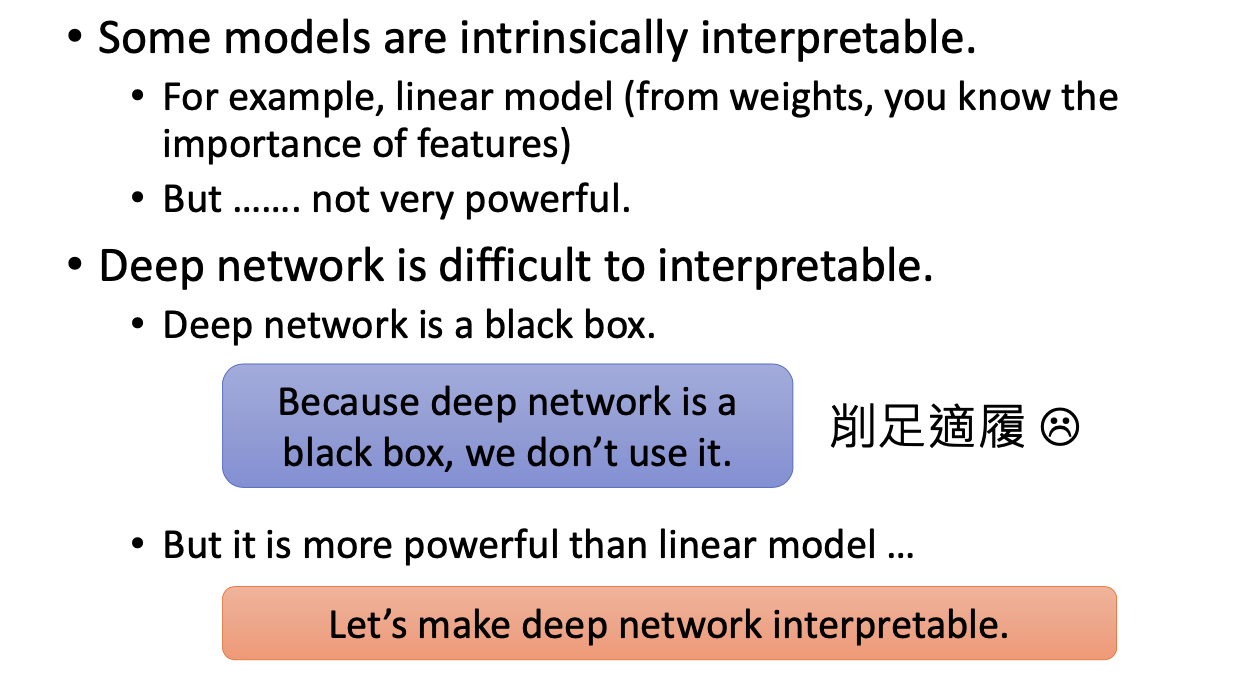 • Some models are intrinsically interpretable.
• For example, linear model (from weights, you know the
importance of features)
• But ……. not very powerful.
• Deep network is difficult to interpretable.
• Deep network is a black box.
Because deep network is a
black box, we don’t use it.
削足適履 ☹
• But it is more powerful than linear model …
Let’s make deep network interpretable.